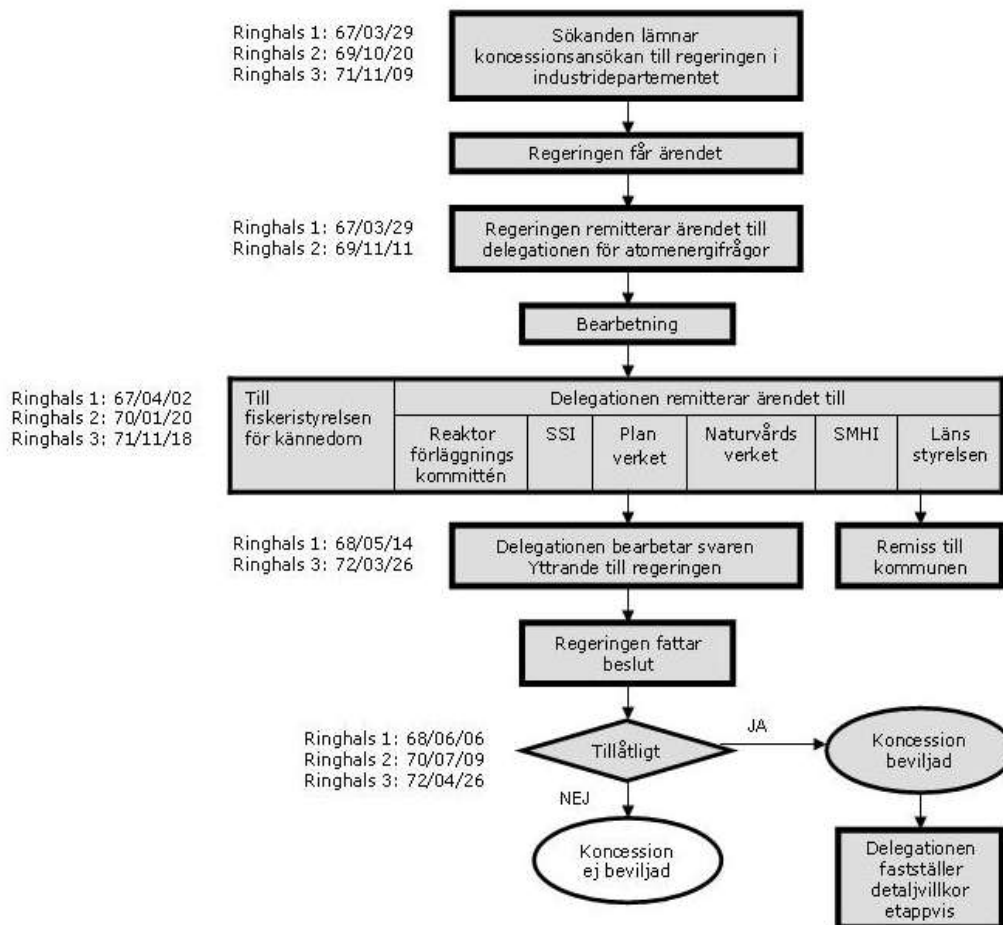 Ringhals 1: 67/03/29
Ringhals 2: 69/10/20
Ringhals 3: 71/11/09
Sökanden lämnar
koncessionsansökan till regeringen i
industridepartementet
Regeringen får ärendet
Ringhals 1: 67/03/29
Ringhals 2: 69/11/11
Regeringen remitterar ärendet till
delegationen för atomenergifrågor
Bearbetning
Ringhals 1: 67/04/02
Ringhals 2: 70/01/20
Ringhals 3: 71/11/18
Till
fiskeristyrelsen
för kännedom
Delegationen remitterar ärendet till
Reaktor
förläggnings
kommittén
SSI
Plan
verket
Naturvårds
verket
SMHI
Läns
styrelsen
Ringhals 1: 68/05/14
Ringhals 3: 72/03/26
Delegationen bearbetar svaren
Yttrande till regeringen
Remiss till
kommunen
Regeringen fattar
beslut
Ringhals 1: 68/06/06
Ringhals 2: 70/07/09
Ringhals 3: 72/04/26
Tillåtligt
JA
Koncession
beviljad
NEJ
Koncession
ej beviljad
Delegationen
fastställer
detaljvillkor
etappvis